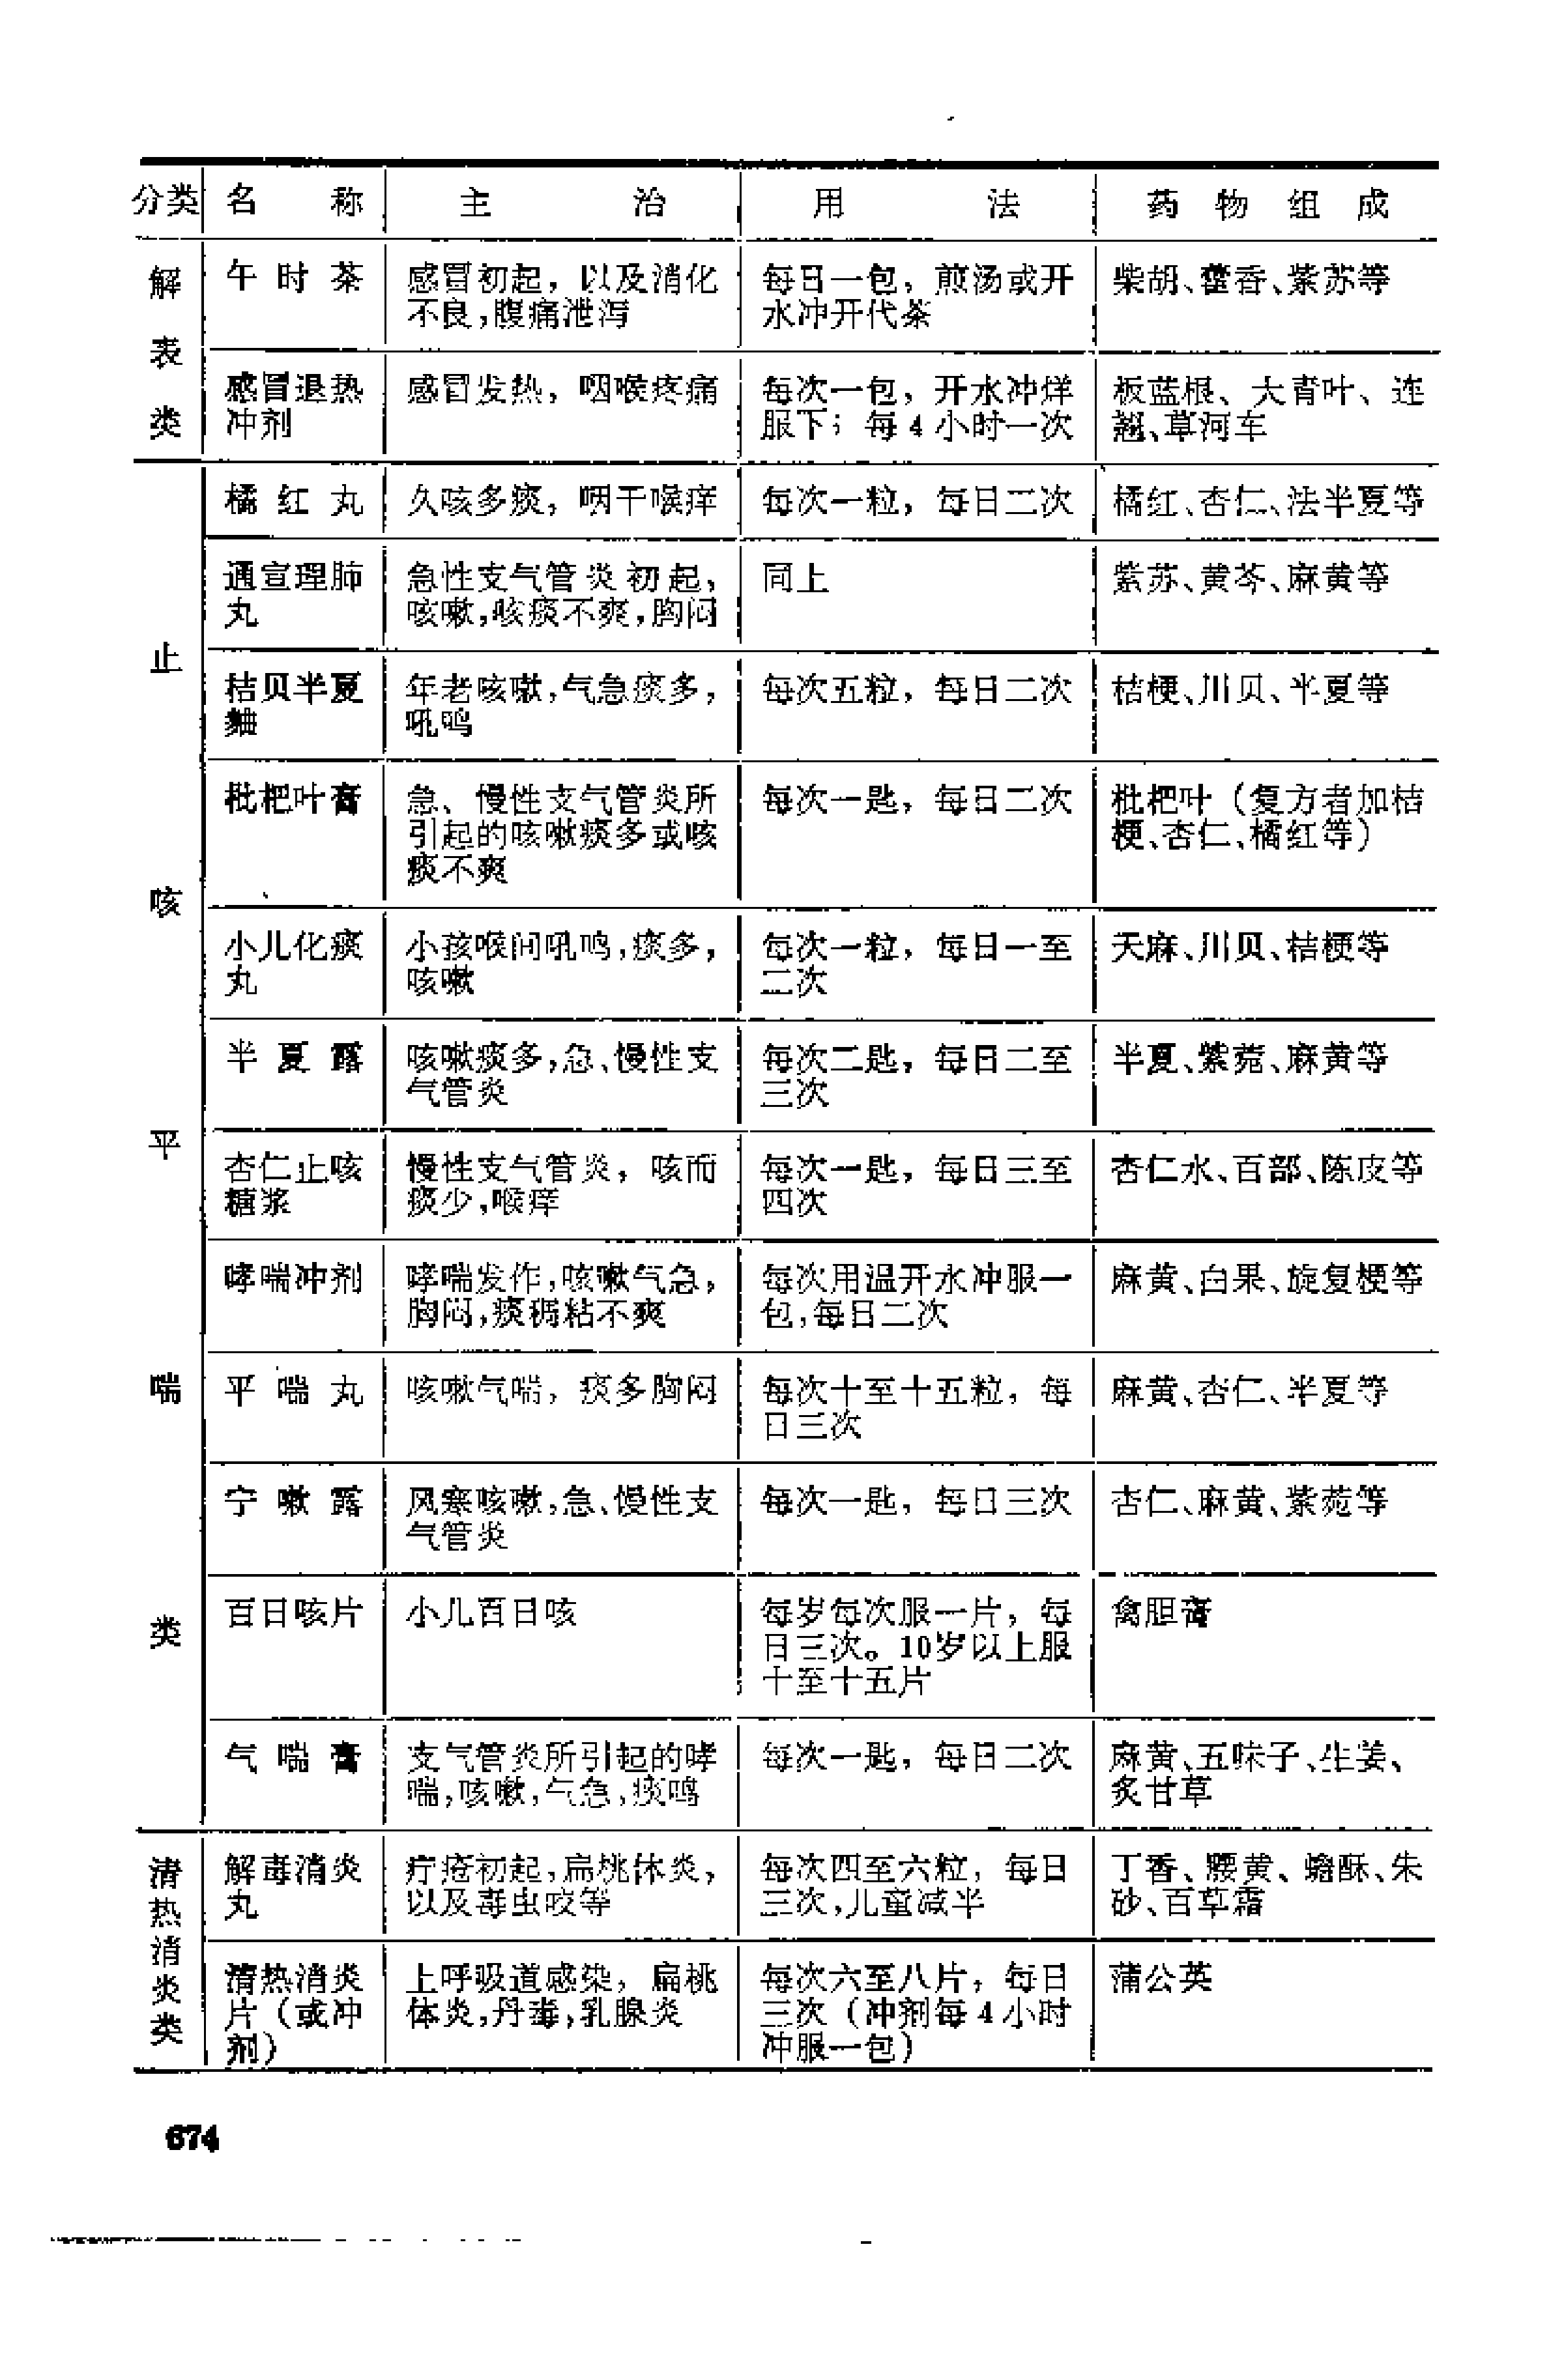 分类 名称 主治 用法 药物组成
解表类
午时茶 感冒初起，以及消化 每日一包，煎汤或开 柴胡、藿香、紫苏等
不良，腹痛泄泻 水冲开代茶
感冒退热 感冒发热，咽喉疼痛 每次一包，开水冲烊 板蓝根、大青叶、连
冲剂 服下；每4小时一次 翘、草河车
止咳平喘类
橘红丸 久咳多痰，咽干喉痒 每次一粒，每日二次 橘红、杏仁、法半夏等
通宣理肺 急性支气管炎初起， 同上 紫苏、黄芩、麻黄等
丸 咳嗽，咳痰不爽，胸闷
桔贝半夏 年老咳嗽，气急痰多， 每次五粒，每日二次 桔梗、川贝、半夏等
吼鸣
枇杷叶膏 急、慢性支气管炎所 每次一匙，每日二次 枇杷叶（复方者加桔
引起的咳嗽痰多或咳 梗、杏仁、橘红等）
痰不爽
小儿化痰 小孩喉间吼鸣，痰多， 每次一粒，每日一至 天麻、川贝、桔梗等
丸 咳嗽 二次
半夏露 咳嗽痰多，急、慢性支 每次二匙，每日二至 半夏、紫菀、麻黄等
气管炎 三次
杏仁止咳 慢性支气管炎，咳而 每次一匙，每日三至 杏仁水、百部、陈皮等
糖浆 痰少，喉痒 四次
哮喘冲剂 哮喘发作，咳嗽气急， 每次用温开水冲服一 麻黄、白果、旋复梗等
胸闷，痰稠粘不爽 包，每日二次
平喘丸 咳嗽气喘，痰多胸闷 每次十至十五粒，每 麻黄、杏仁、半夏等
日三次
宁嗽露 风寒咳嗽，急、慢性支 每次一匙，每日三次 杏仁、麻黄、紫菀等
气管炎
百日咳片 小儿百日咳 每岁每次服一片，每 禽胆膏
日三次。10岁以上服
十至十五片
气喘膏 支气管炎所引起的哮 每次一匙，每日二次 麻黄、五味子、生姜、
喘，咳嗽，气急，痰鸣 炙甘草
清热消炎类
解毒消炎 疔疮初起，扁桃体炎， 每次四至六粒，每日 丁香、腰黄、蟾酥、朱
丸 以及毒虫咬等 三次，儿童减半 砂、百草霜
清热消炎 上呼吸道感染，扁桃 每次六至八片，每日 蒲公英
片（或冲 体炎，丹毒，乳腺炎 三次（冲剂每4小时
剂） 冲服一包）
674